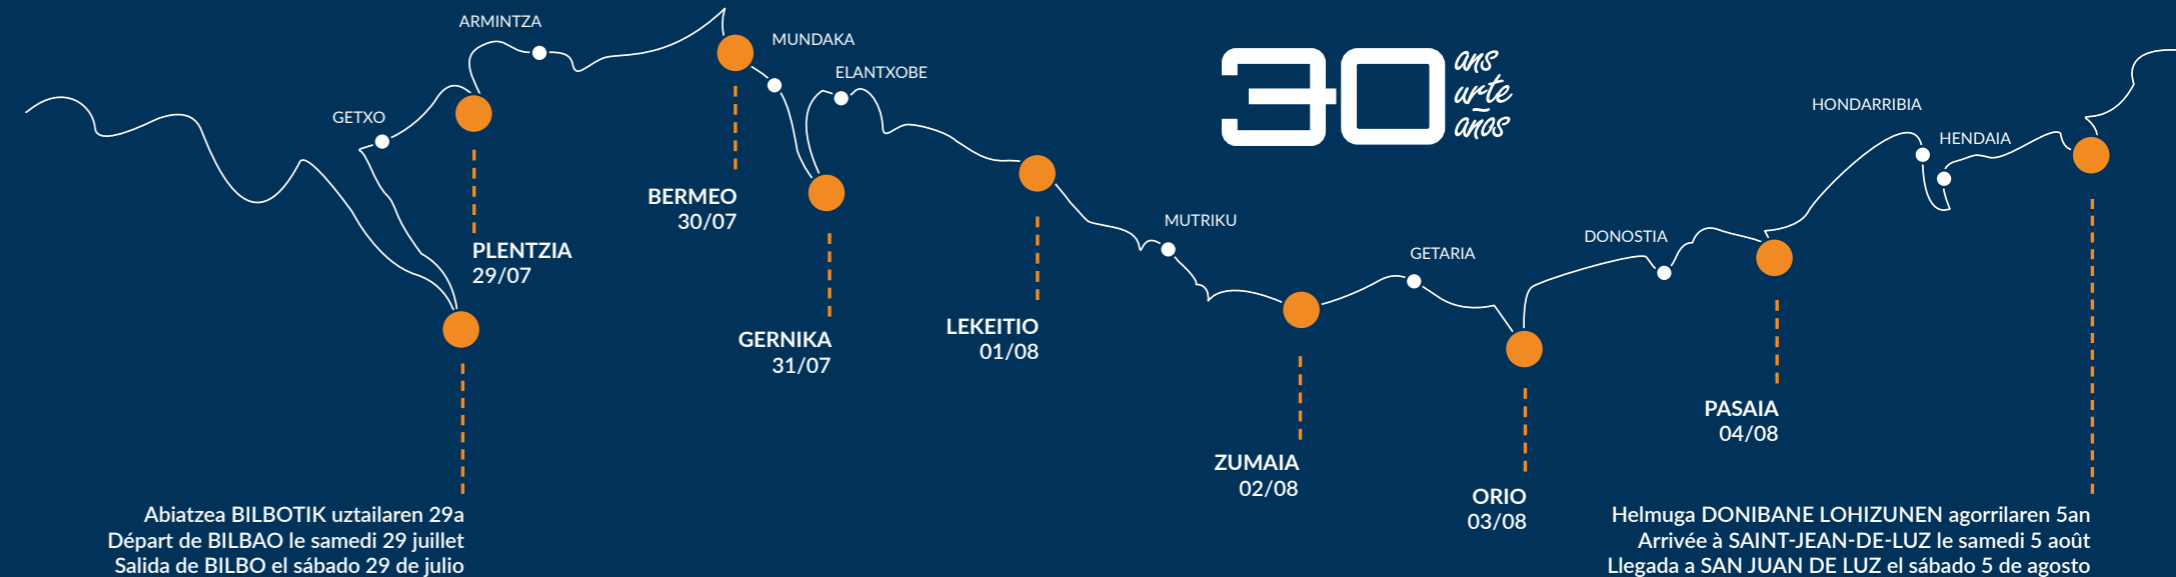 ARMINTZA
MUNDAKA
ELANTXOBE
GETXO
30
ans
urte
años
HONDARRIBIA
HENDAIA
BERMEO
30/07
PLENTZIA
29/07
MUTRIKU
GETARIA
DONOSTIA
GERNIKA
31/07
LEKEITIO
01/08
ZUMAIA
02/08
ORIO
03/08
PASAIA
04/08
Abiatzea BILBOTIK uztailaren 29a
Départ de BILBAO le samedi 29 juillet
Salida de BILBO el sábado 29 de julio
Helmuga DONIBANE LOHIZUNEN agorrilaren 5an
Arrivée à SAINT-JEAN-DE-LUZ le samedi 5 août
Llegada a SAN JUAN DE LUZ el sábado 5 de agosto